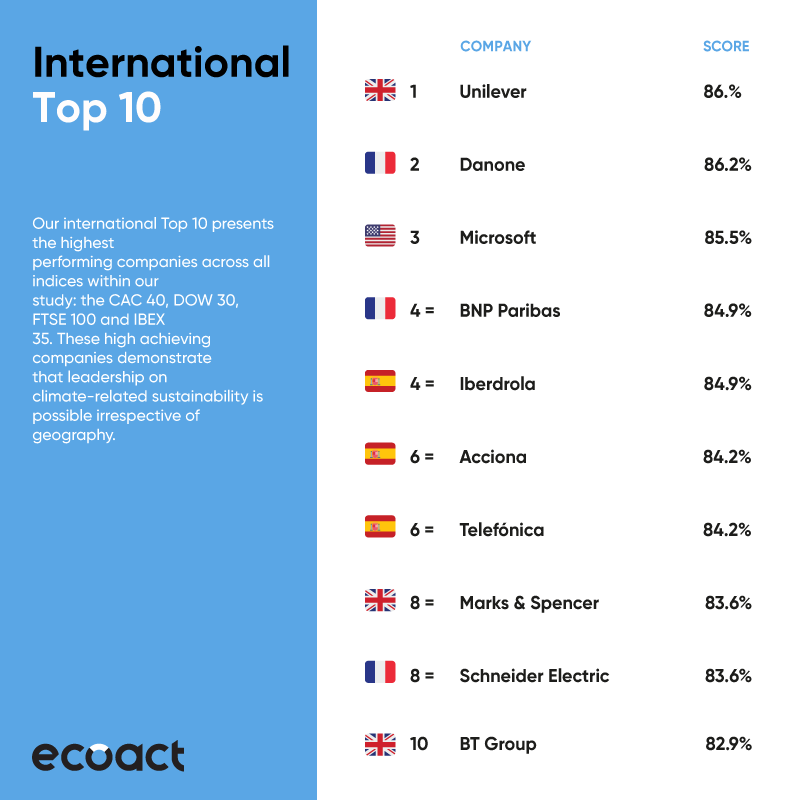 International
Top 10
Our international Top 10 presents
the highest
performing companies across all
indices within our
study: the CAC 40, DOW 30,
FTSE 100 and IBEX
35. These high achieving
companies demonstrate
that leadership on
climate-related sustainability is
possible irrespective of
geography.
ecoact
COMPANY SCORE
1 Unilever 86.%
2 Danone 86.2%
3 Microsoft 85.5%
4 = BNP Paribas 84.9%
4 = Iberdrola 84.9%
6 = Acciona 84.2%
6 = Telefónica 84.2%
8 = Marks & Spencer 83.6%
8 = Schneider Electric 83.6%
10 BT Group 82.9%